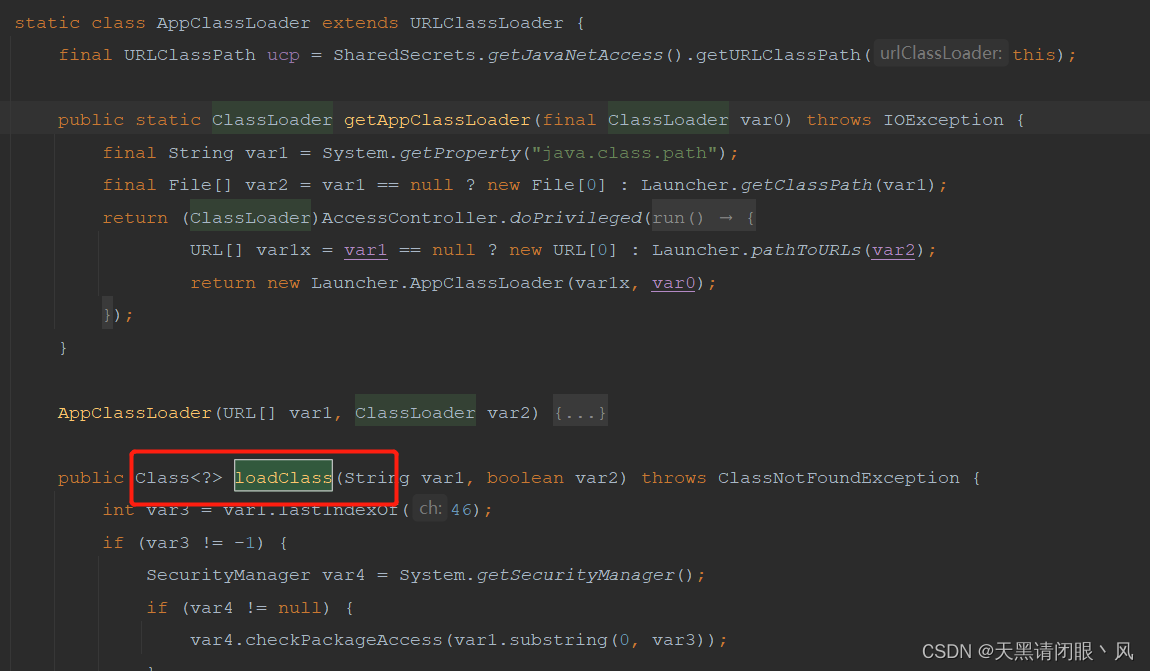 static class AppClassLoader extends URLClassLoader {
final URLClassPath ucp = SharedSecrets.getJavaNetAccess().getURLClassPath( urlClassLoader: this);
public static ClassLoader getAppClassLoader(final ClassLoader var0) throws IOException {
final String var1 = System.getProperty("java.class.path");
final File[] var2 = var1 == null ? new File[0] : Launcher.getClassPath(var1);
return (ClassLoader)AccessController.doPrivileged(run() → {
URL[] var1x = var1 == null ? new URL[0] : Launcher.pathToURLs(var2);
return new Launcher.AppClassLoader(var1x, var0);
});
}
AppClassLoader(URL[] var1, ClassLoader var2) {...}
public Class<?> loadClass(String var1, boolean var2) throws ClassNotFoundException {
int var3 = var1.lastIndexOf( ch: 46);
if (var3 != -1) {
SecurityManager var4 = System.getSecurityManager();
if (var4 != null) {
var4.checkPackageAccess(var1.substring(0, var3));
CSDN @天黑请闭眼丶风